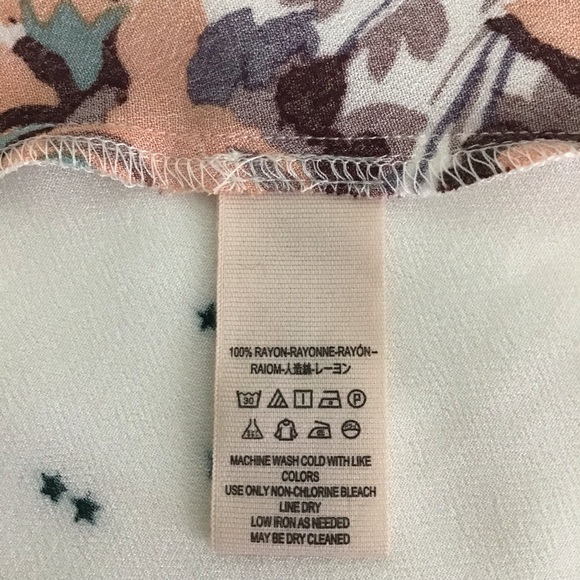 100% RAYON-RAYONNE-RAYÓN-
RAIOM-人造絲-レーヨン
30 P
MACHINE WASH COLD WITH LIKE
COLORS
USE ONLY NON-CHLORINE BLEACH
LINE DRY
LOW IRON AS NEEDED
MAY BE DRY CLEANED